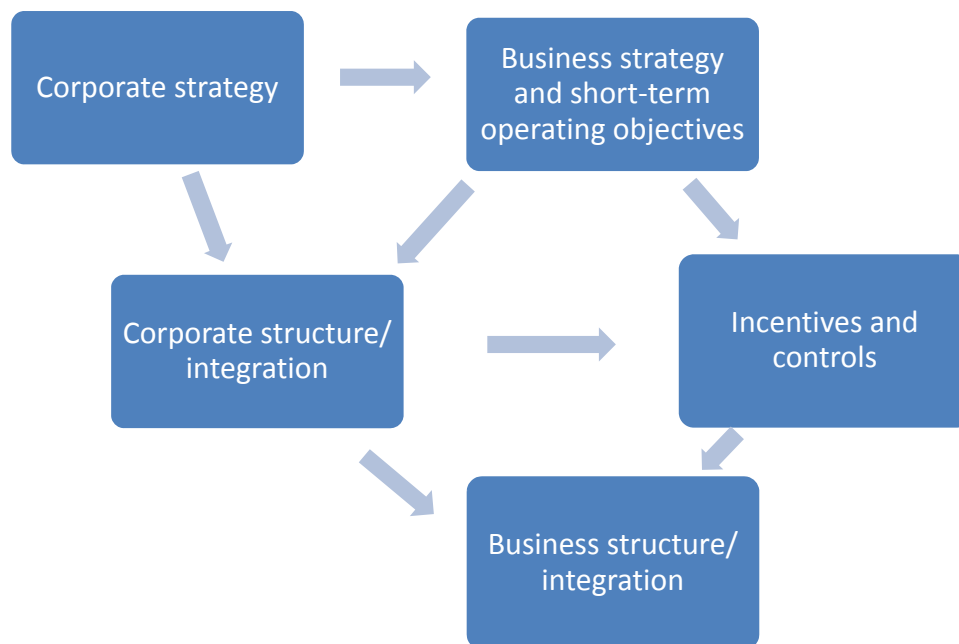 Corporate strategy
Business strategy
and short-term
operating objectives
Corporate structure/
integration
Incentives and
controls
Business structure/
integration